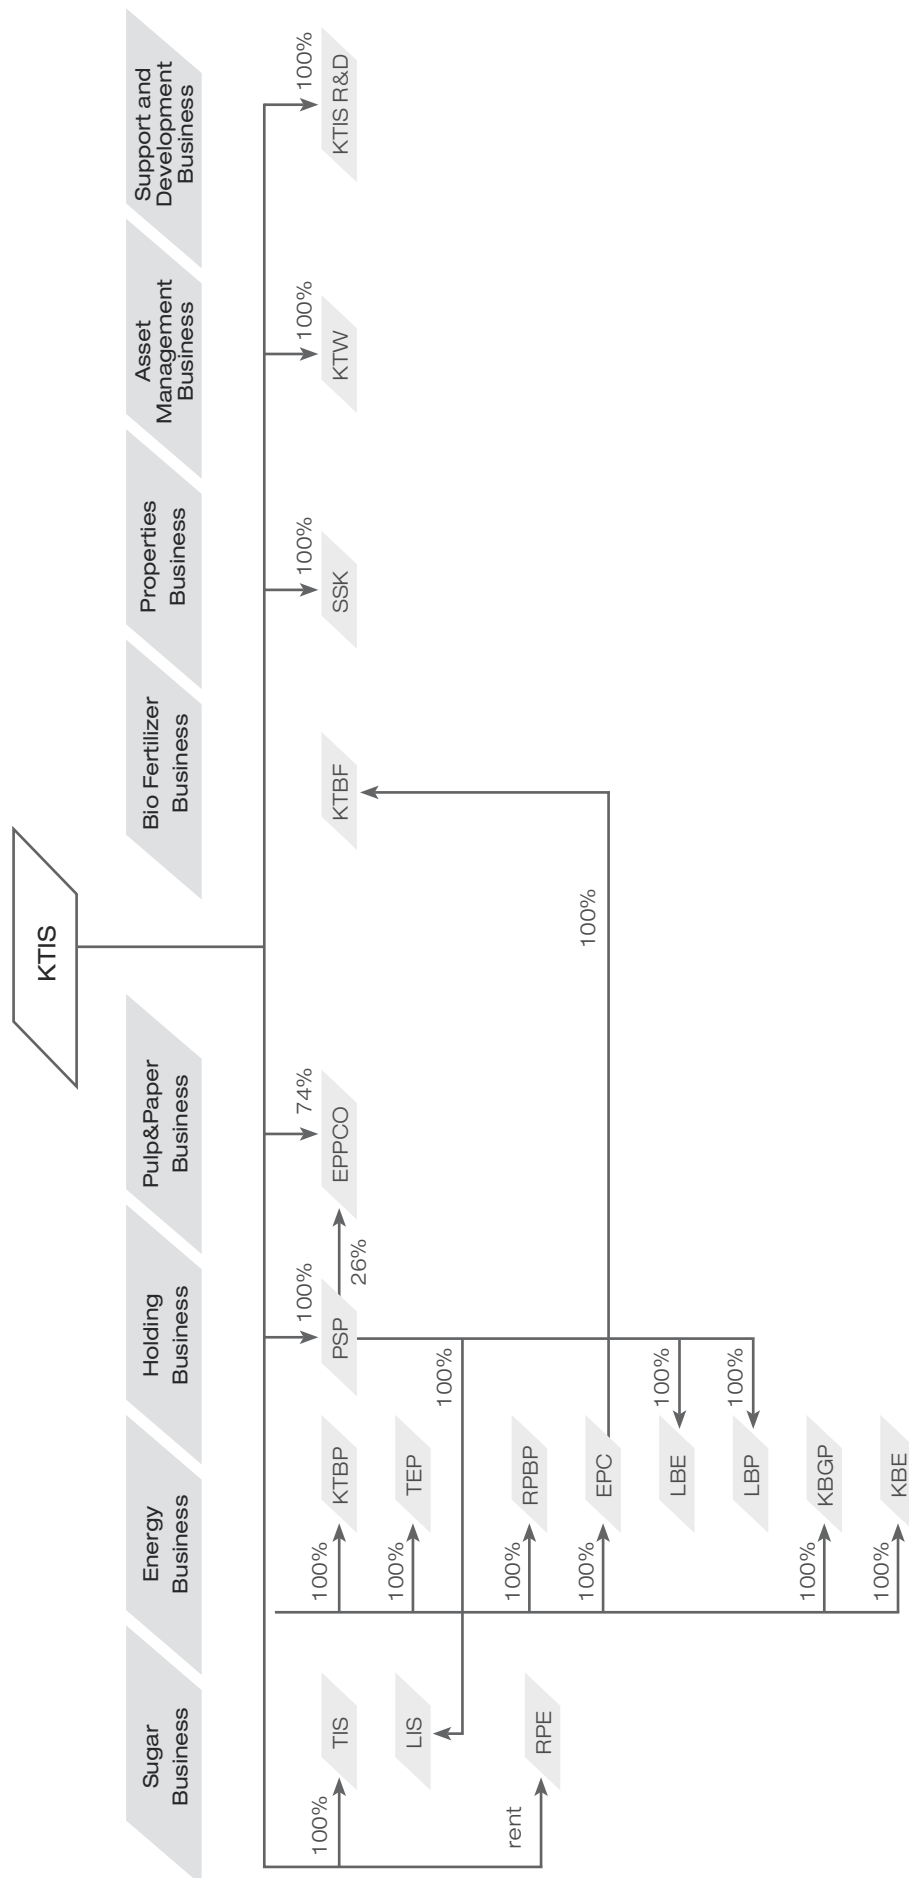 KTIS
Sugar
Business
Energy
Business
Holding
Business
Pulp&Paper
Business
Bio Fertilizer
Business
Properties
Business
Asset
Management
Business
Support and
Development
Business
100%
TIS
LIS
rent
RPE
100%
KTBP
100%
TEP
100%
RPBP
100%
EPC
100%
LBE
100%
LBP
100%
KBGP
100%
KBE
100%
PSP
100%
26%
74%
EPPCO
100%
KTBF
100%
SSK
100%
KTW
100%
KTIS R&D